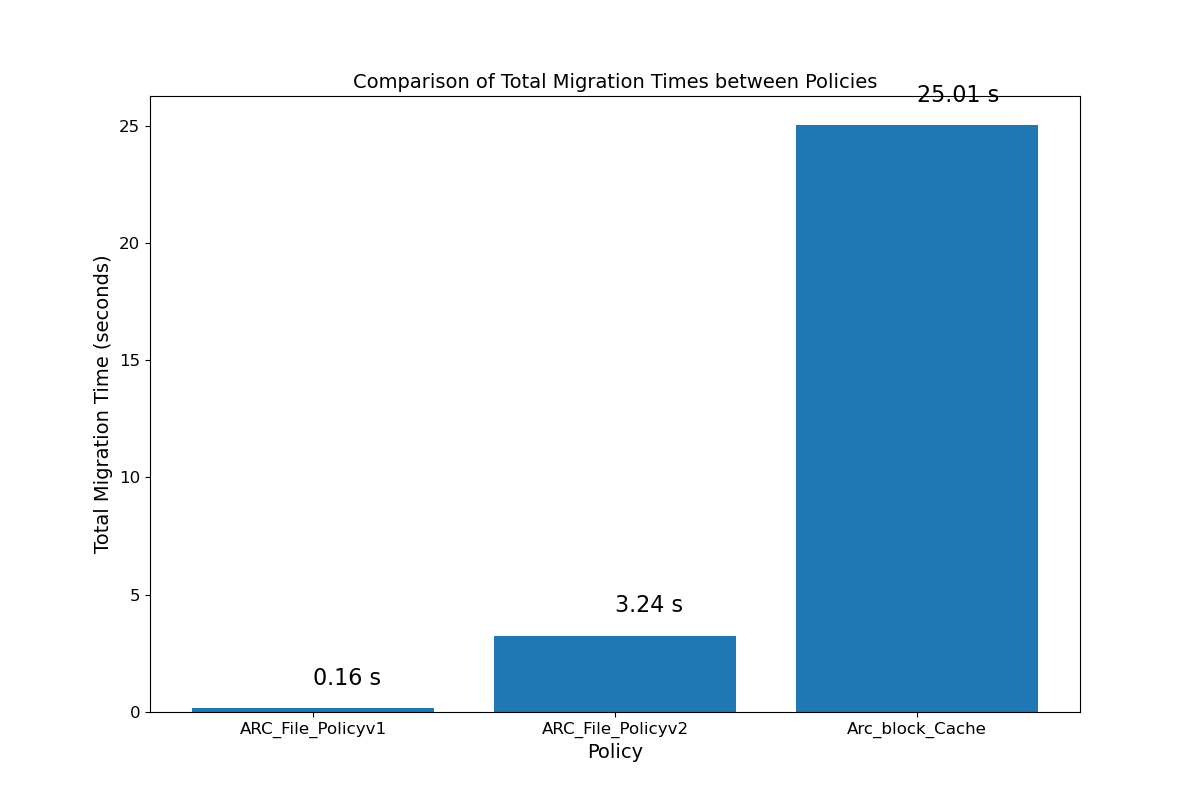 Comparison of Total Migration Times between Policies
25.01 s
25
20
15
10
5
0
Total Migration Time (seconds)
3.24 s
0.16 s
ARC_File_Policyv1
ARC_File_Policyv2
Arc_block_Cache
Policy